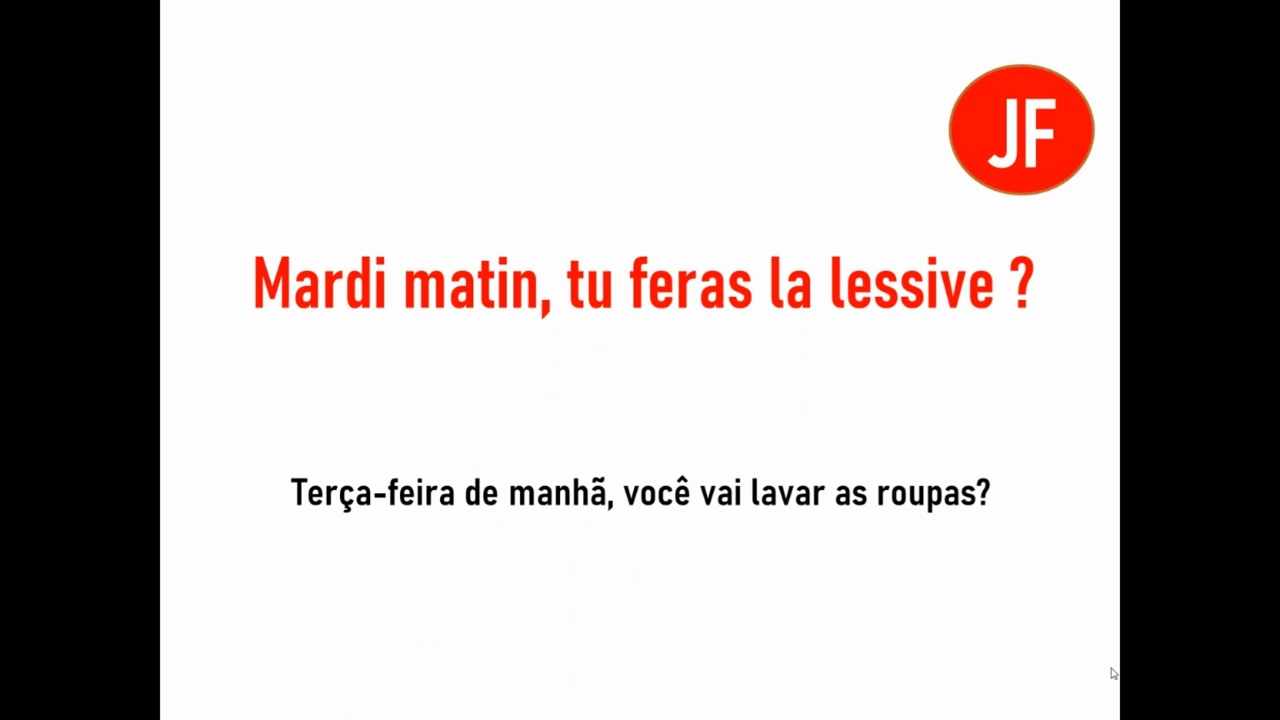 JF
Mardi matin, tu feras la lessive ?
Terça-feira de manhã, você vai lavar as roupas?